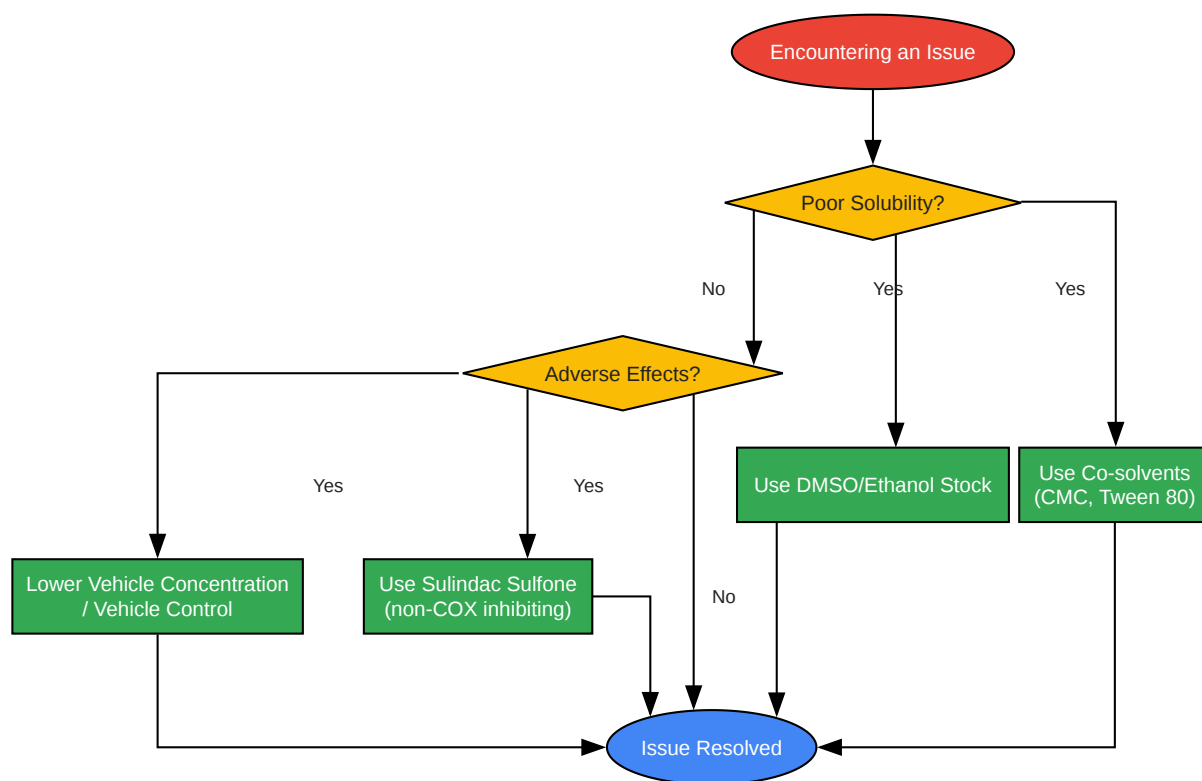 Encountering an Issue
Poor Solubility?
No
Yes
Yes
Adverse Effects?
Use DMSO/Ethanol Stock
Use Co-solvents
(CMC, Tween 80)
Yes
Yes
Lower Vehicle Concentration
/ Vehicle Control
Use Sulindac Sulfone
(non-COX inhibiting)
No
Issue Resolved